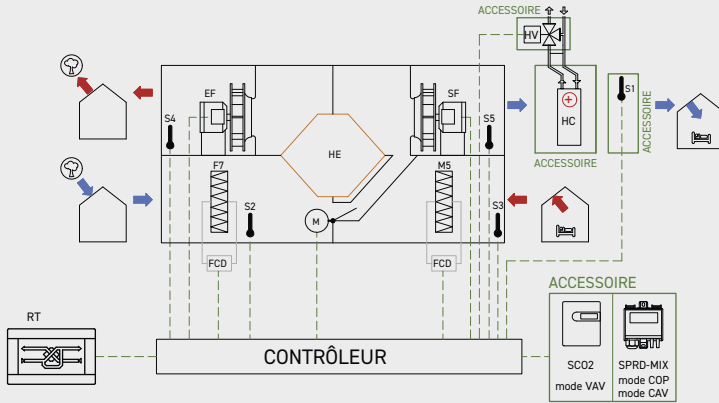 ACCESSOIRE
HV
EF
SF
S4
S5
S1
HE
HC
ACCESSOIRE
ACCESSOIRE
F7
M5
S2
S3
M
FCD
FCD
ACCESSOIRE
RT
CONTRÔLEUR
SCO2
mode VAV
SPRD-MIX
mode COP
mode CAV